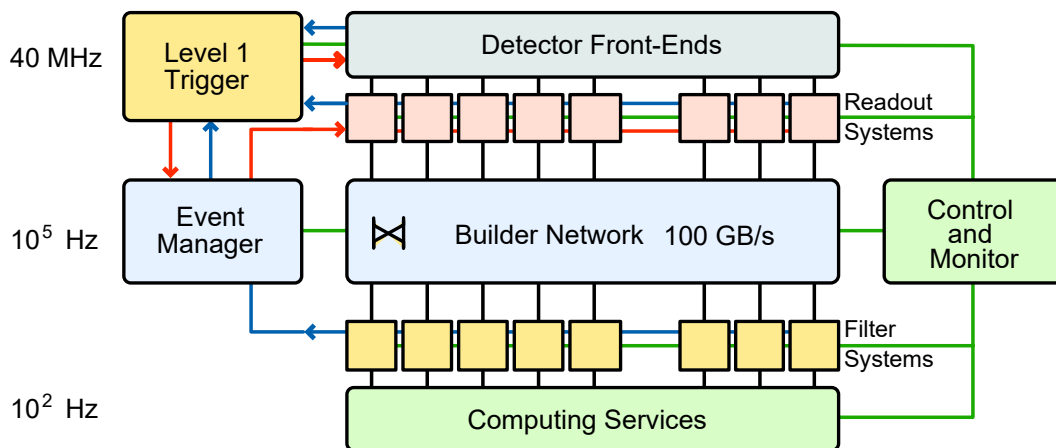 40 MHz
Level 1
Trigger
Detector Front-Ends
Readout
Systems
10⁵ Hz
Event
Manager
Builder Network 100 GB/s
Control
and
Monitor
Filter
Systems
10² Hz
Computing Services